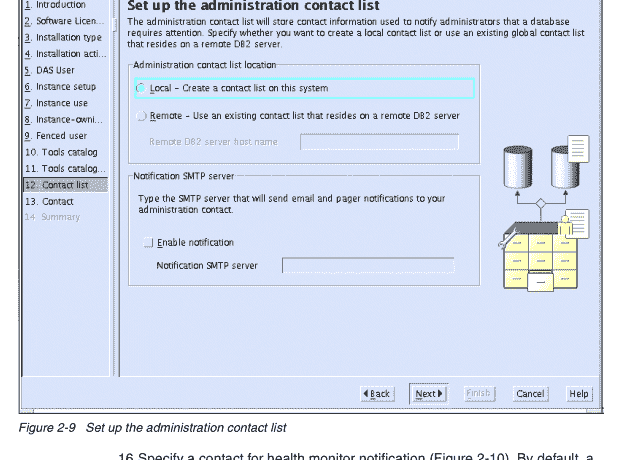 1. Introduction
2. Software Licen...
3. Installation type
4. Installation acti...
5. DAS User
6. Instance setup
7. Instance use
8. Instance-owni...
9. Fenced user
10. Tools catalog
11. Tools catalog...
12. Contact list
13. Contact
14. Summary
Set up the administration contact list
The administration contact list will store contact information used to notify administrators that a database
requires attention. Specify whether you want to create a local contact list or use an existing global contact list
that resides on a remote DB2 server.
Administration contact list location
Local - Create a contact list on this system
Remote - Use an existing contact list that resides on a remote DB2 server
Remote DB2 server host name
Notification SMTP server
Type the SMTP server that will send email and pager notifications to your
administration contact.
Enable notification
Notification SMTP server
Back Next Finish Cancel Help
Figure 2-9 Set up the administration contact list
16. Specify a contact for health monitor notification (Figure 2-10). By default, a